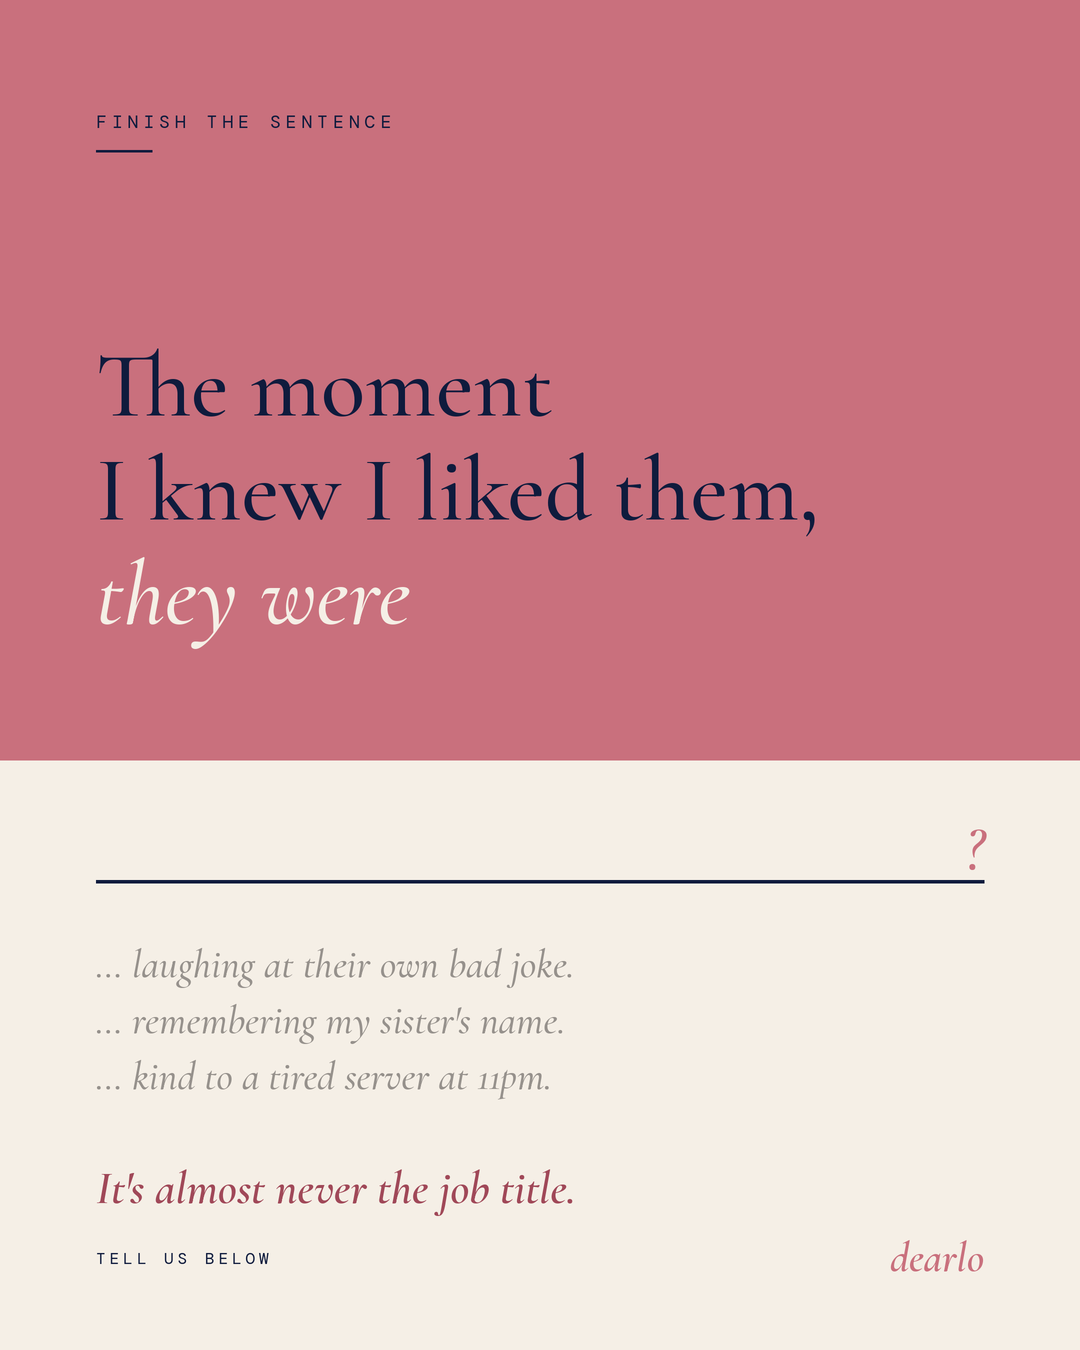 FINISH THE SENTENCE
The moment
I knew I liked them,
they were
?
... laughing at their own bad joke.
... remembering my sister's name.
... kind to a tired server at 11pm.
It's almost never the job title.
TELL US BELOW
dearlo